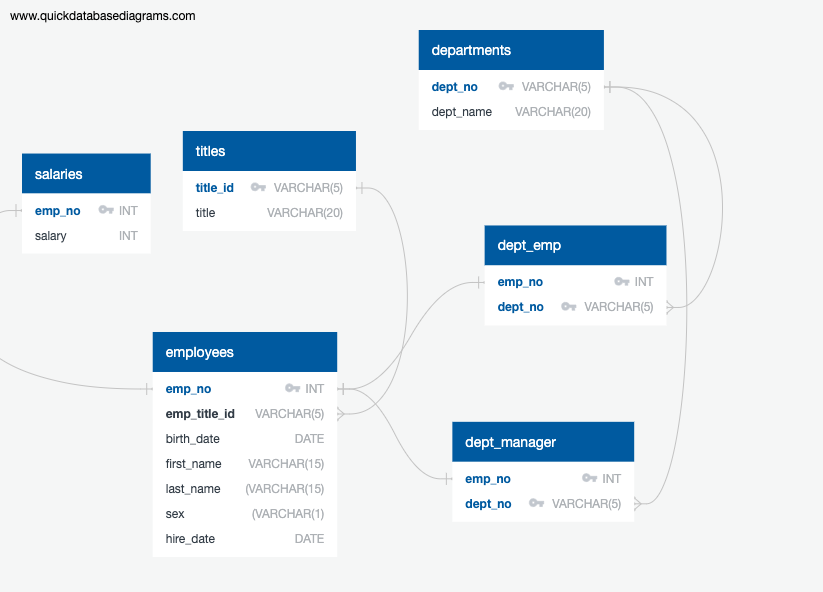 www.quickdatabasediagrams.com
departments
dept_no VARCHAR(5)
dept_name VARCHAR(20)
titles
title_id VARCHAR(5)
title VARCHAR(20)
salaries
emp_no INT
salary INT
dept_emp
emp_no INT
dept_no VARCHAR(5)
employees
emp_no INT
emp_title_id VARCHAR(5)
birth_date DATE
first_name VARCHAR(15)
last_name (VARCHAR(15)
sex (VARCHAR(1)
hire_date DATE
dept_manager
emp_no INT
dept_no VARCHAR(5)